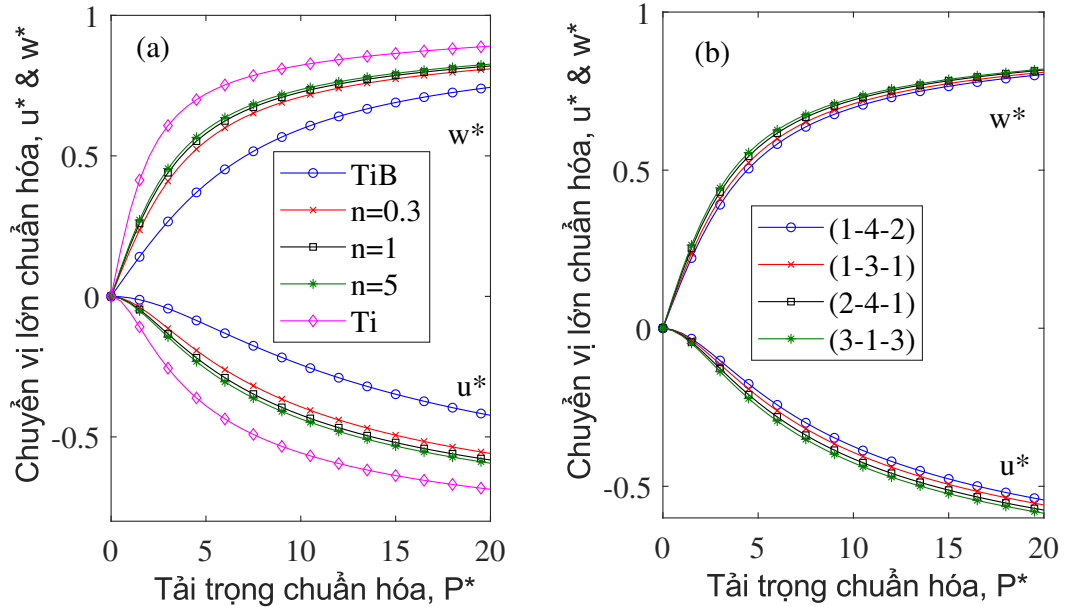 (a)
Chuyển vị lớn chuẩn hóa, u* & w*
1
0.5
0
-0.5
w*
TiB
n=0.3
n=1
n=5
Ti
u*
0 5 10 15 20
Tải trọng chuẩn hóa, P*
(b)
Chuyển vị lớn chuẩn hóa, u* & w*
1
0.5
0
-0.5
w*
(1-4-2)
(1-3-1)
(2-4-1)
(3-1-3)
u*
0 5 10 15 20
Tải trọng chuẩn hóa, P*